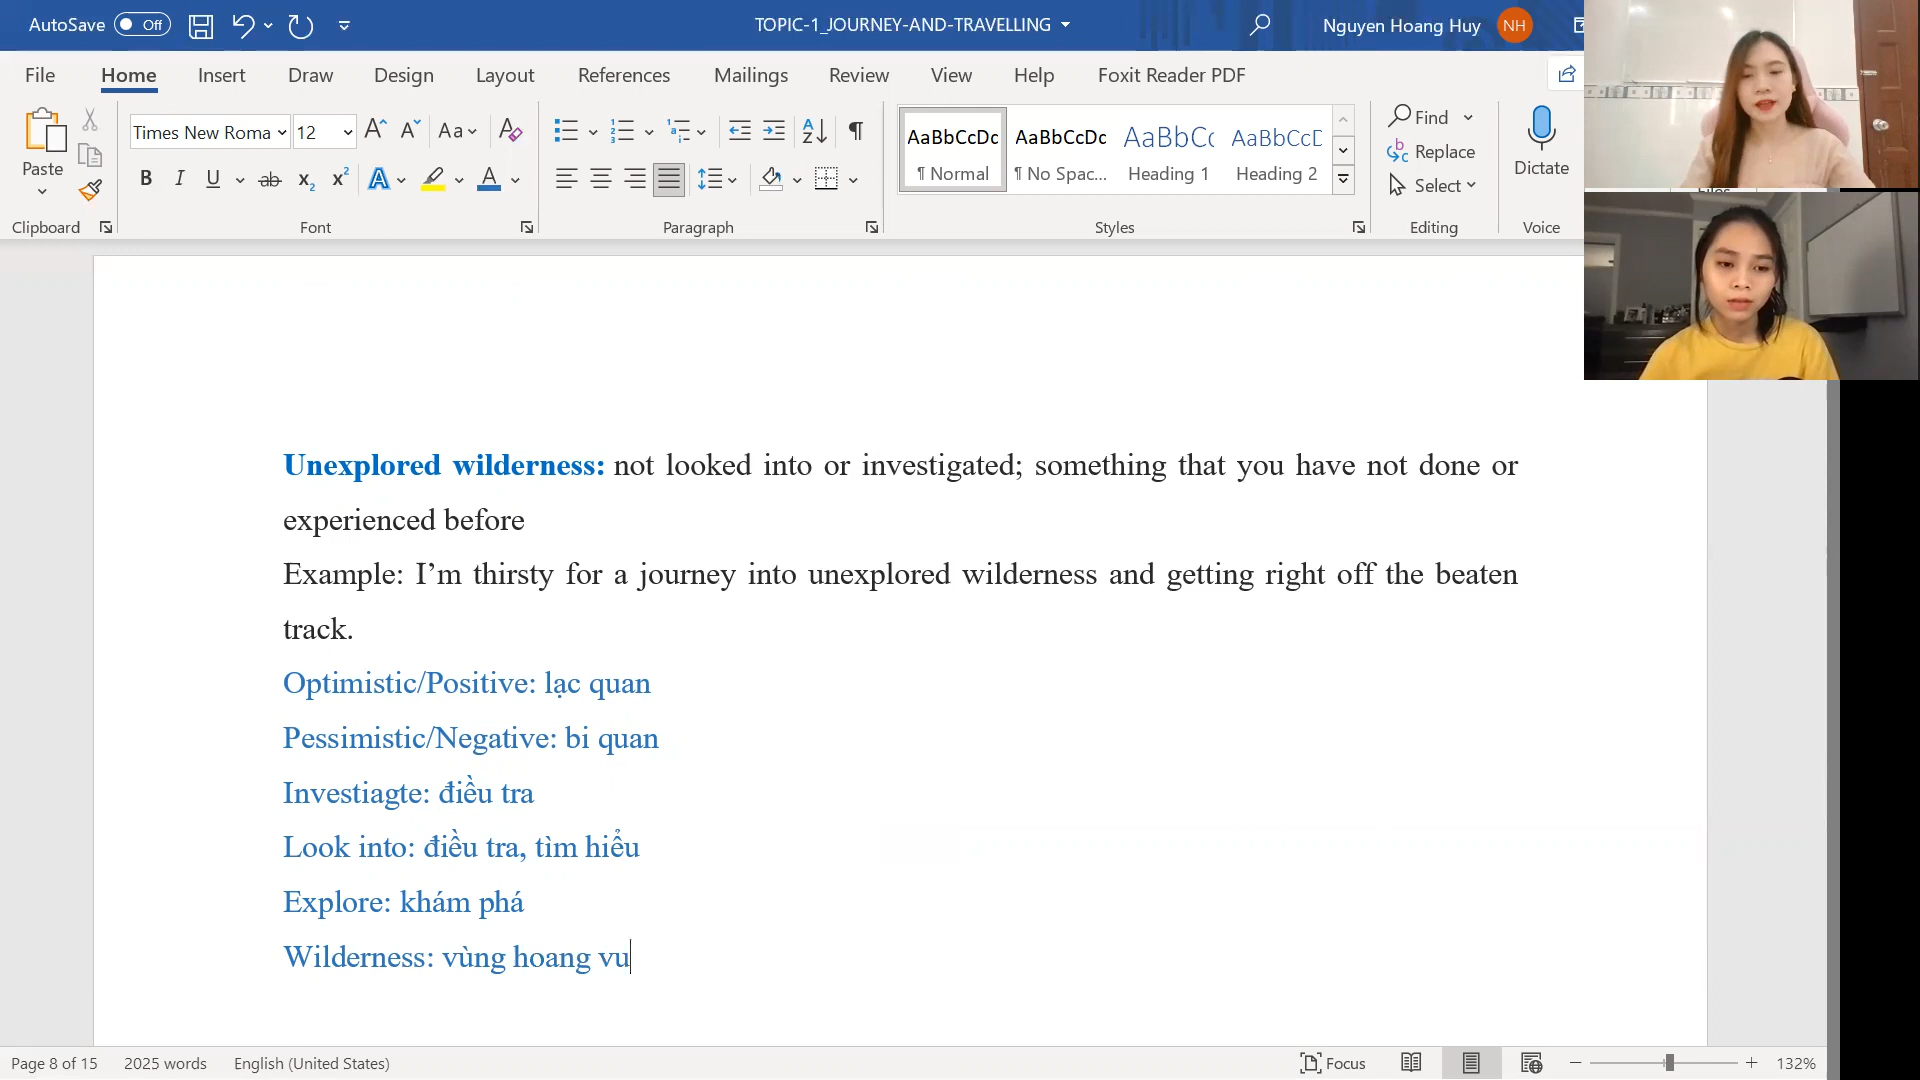 AutoSave Off TOPIC-1_JOURNEY-AND-TRAVELLING Nguyen Hoang Huy NH
File Home Insert Draw Design Layout References Mailings Review View Help Foxit Reader PDF
Times New Roma 12 Aa
Paste
B I U ab x2 x2 A A
AaBbCcDc AaBbCcDc AaBbC AaBbCcD
¶ Normal ¶ No Spac... Heading 1 Heading 2
Find
Replace
Select
Dictate
Clipboard Font Paragraph Styles Editing Voice
Unexplored wilderness: not looked into or investigated; something that you have not done or
experienced before
Example: I’m thirsty for a journey into unexplored wilderness and getting right off the beaten
track.
Optimistic/Positive: lạc quan
Pessimistic/Negative: bi quan
Investiagte: điều tra
Look into: điều tra, tìm hiểu
Explore: khám phá
Wilderness: vùng hoang vu
Page 8 of 15 2025 words English (United States) Focus 132%